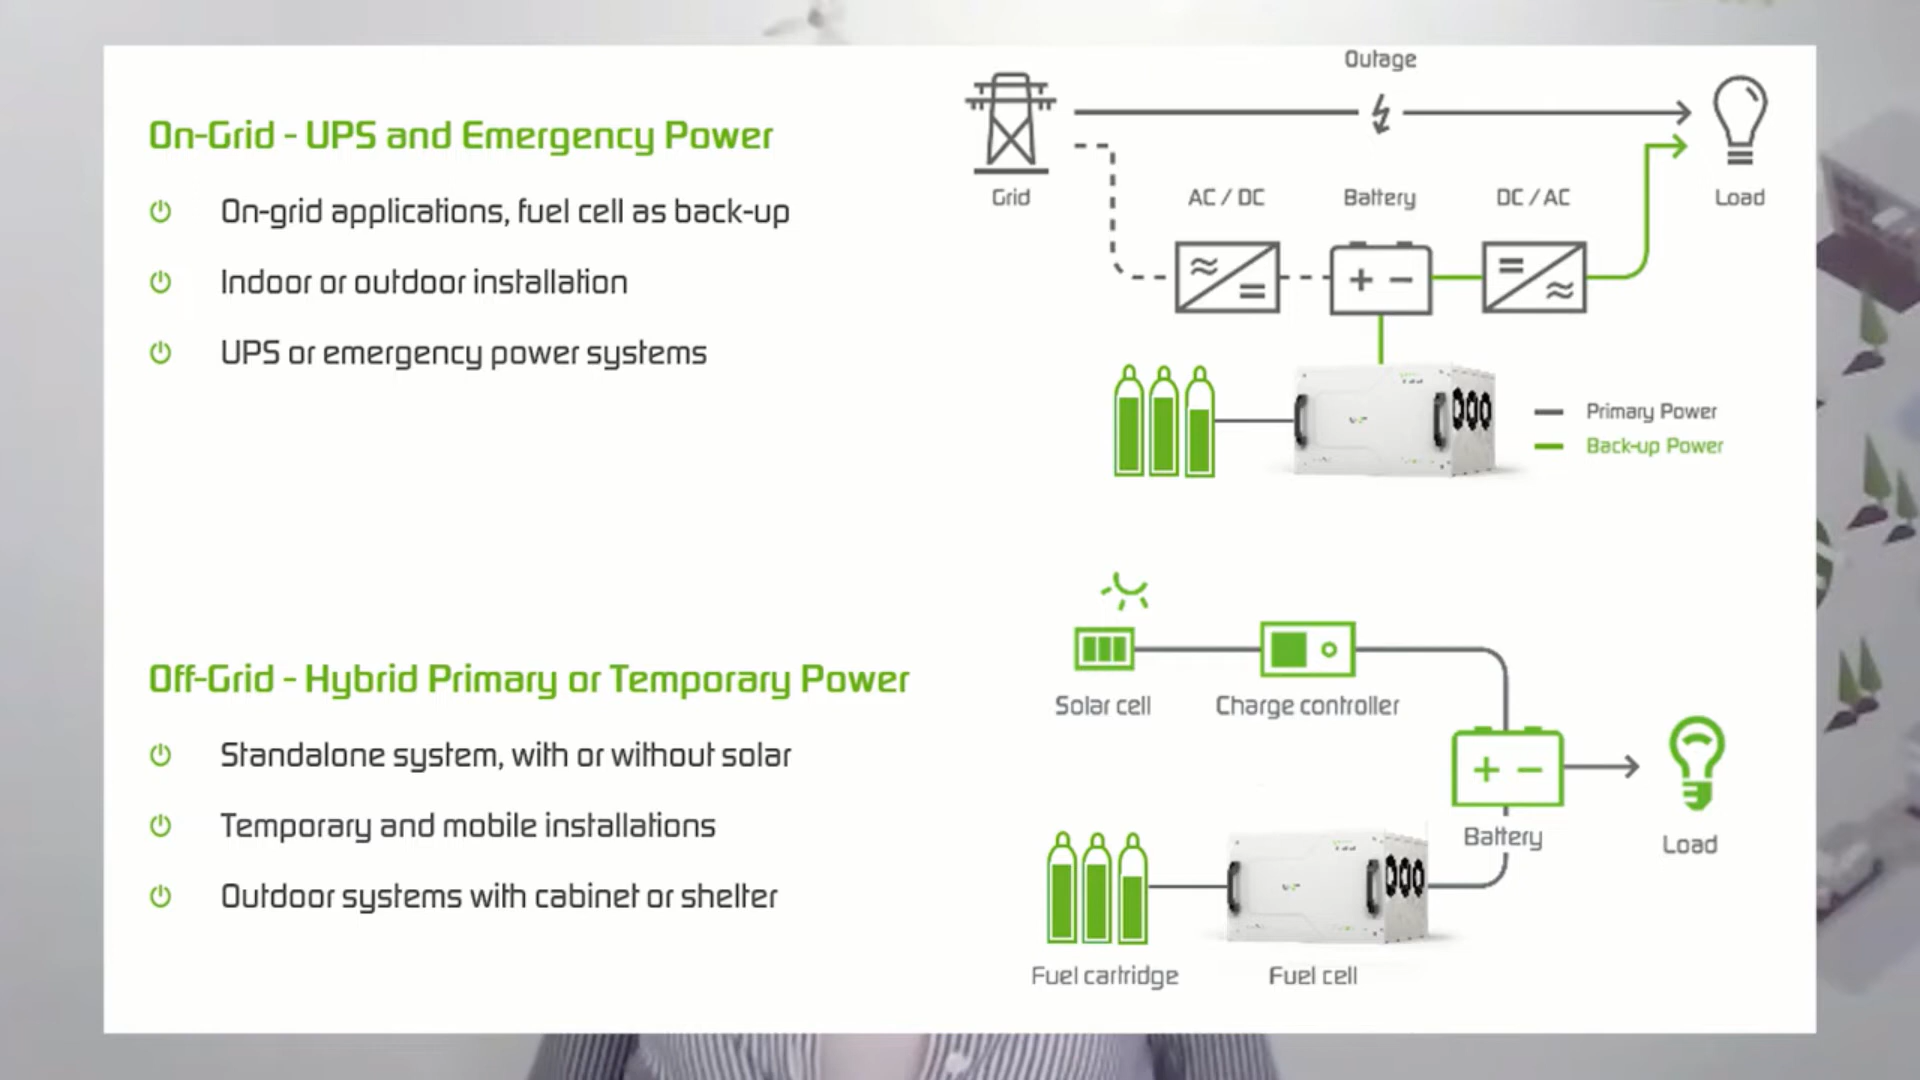 On-Grid - UPS and Emergency Power
On-grid applications, fuel cell as back-up
Indoor or outdoor installation
UPS or emergency power systems
Outage
Grid
AC / DC
Battery
DC / AC
Load
Primary Power
Back-up Power
Off-Grid - Hybrid Primary or Temporary Power
Standalone system, with or without solar
Temporary and mobile installations
Outdoor systems with cabinet or shelter
Solar cell
Charge controller
Battery
Load
Fuel cartridge
Fuel cell